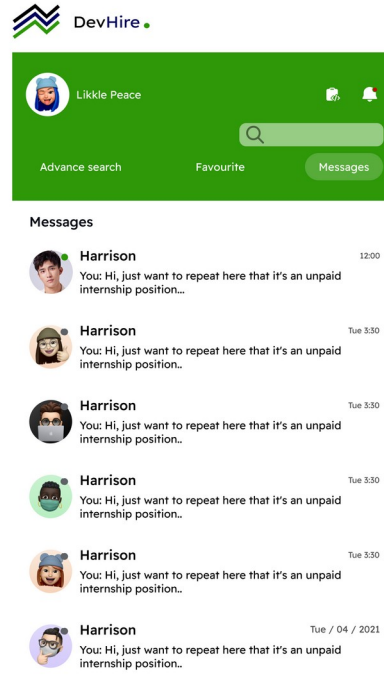 DevHire.
Likkle Peace
Advance search Favourite Messages
Messages
Harrison 12:00
You: Hi, just want to repeat here that it's an unpaid
internship position...
Harrison Tue 3:30
You: Hi, just want to repeat here that it's an unpaid
internship position..
Harrison Tue 3:30
You: Hi, just want to repeat here that it's an unpaid
internship position..
Harrison Tue 3:30
You: Hi, just want to repeat here that it's an unpaid
internship position..
Harrison Tue 3:30
You: Hi, just want to repeat here that it's an unpaid
internship position..
Harrison Tue / 04 / 2021
You: Hi, just want to repeat here that it's an unpaid
internship position..